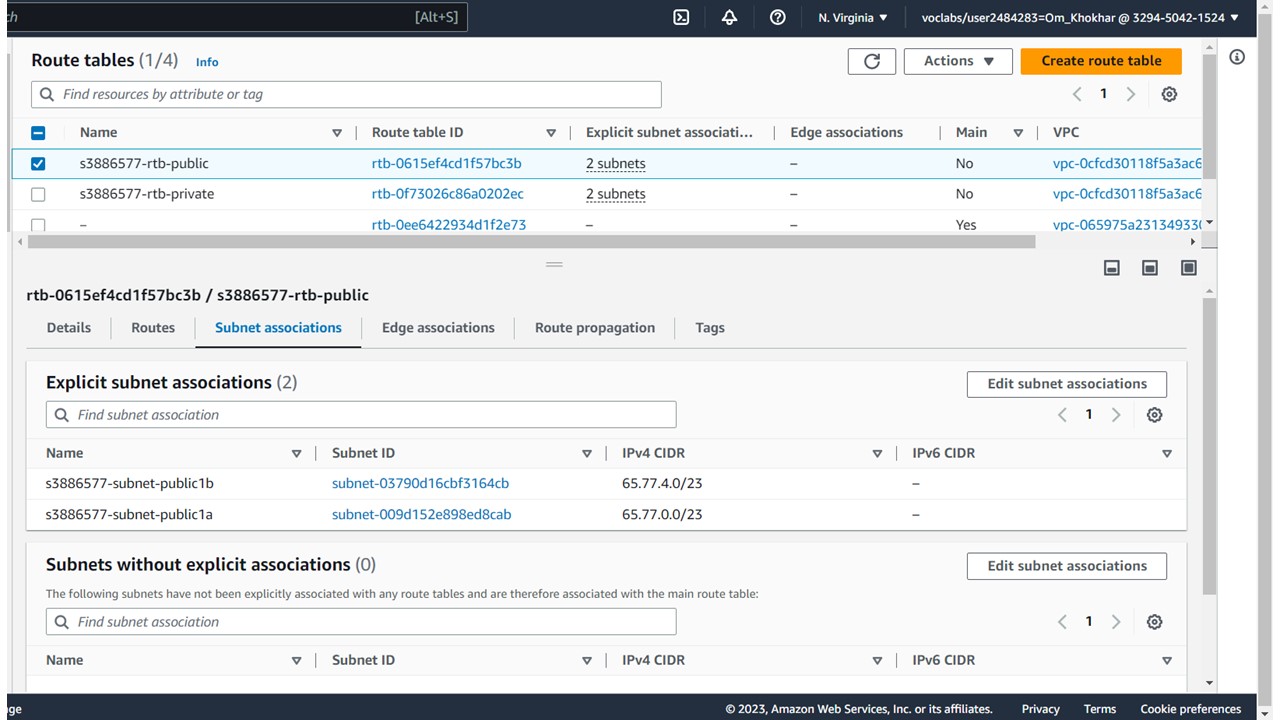 ch [Alt+S] N. Virginia ▼ voclabs/user2484283=Om_Khokhar @ 3294-5042-1524 ▼
Route tables (1/4) Info Actions ▼ Create route table
Find resources by attribute or tag 1
Name Route table ID Explicit subnet associati... Edge associations Main VPC
s3886577-rtb-public rtb-0615ef4cd1f57bc3b 2 subnets – No vpc-0cfcd30118f5a3ac6
s3886577-rtb-private rtb-0f73026c86a0202ec 2 subnets – No vpc-0cfcd30118f5a3ac6
– rtb-0ee6422934d1f2e73 – – Yes vpc-065975a231349330
rtb-0615ef4cd1f57bc3b / s3886577-rtb-public
Details Routes Subnet associations Edge associations Route propagation Tags
Explicit subnet associations (2) Edit subnet associations
Find subnet association 1
Name Subnet ID IPv4 CIDR IPv6 CIDR
s3886577-subnet-public1b subnet-03790d16cbf3164cb 65.77.4.0/23 –
s3886577-subnet-public1a subnet-009d152e898ed8cab 65.77.0.0/23 –
Subnets without explicit associations (0) Edit subnet associations
The following subnets have not been explicitly associated with any route tables and are therefore associated with the main route table:
Find subnet association 1
Name Subnet ID IPv4 CIDR IPv6 CIDR
ge © 2023, Amazon Web Services, Inc. or its affiliates. Privacy Terms Cookie preferences